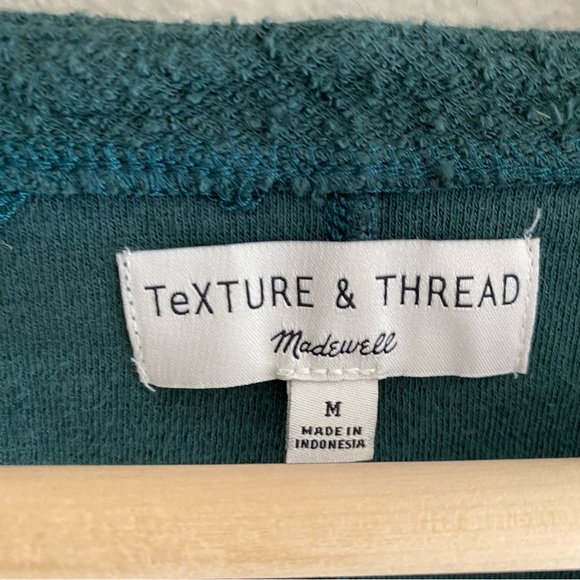 TeXTURE & THREAD
Madewell
M
MADE IN
INDONESIA